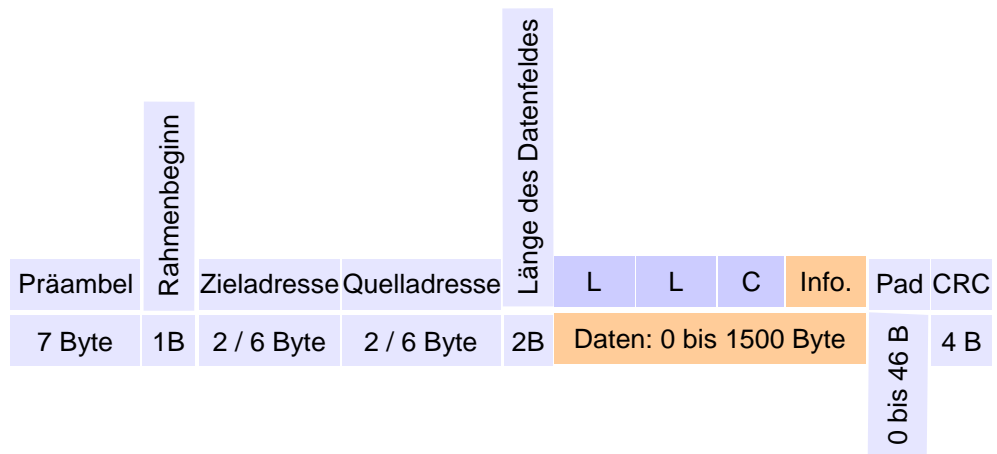 Präambel
Rahmenbeginn
Zieladresse
Quelladresse
Länge des Datenfeldes
L
L
C
Info.
Pad
CRC
7 Byte
1B
2 / 6 Byte
2 / 6 Byte
2B
Daten: 0 bis 1500 Byte
0 bis 46 B
4 B